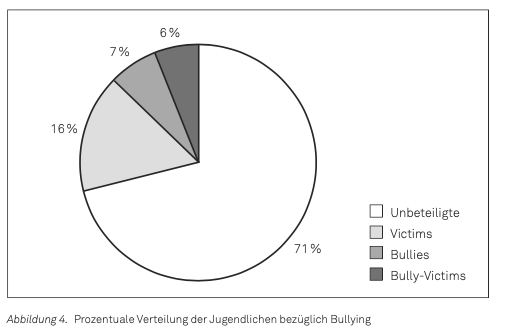 6 %
7 %
16 %
71 %
Unbeteiligte
Victims
Bullies
Bully-Victims
Abbildung 4. Prozentuale Verteilung der Jugendlichen bezüglich Bullying